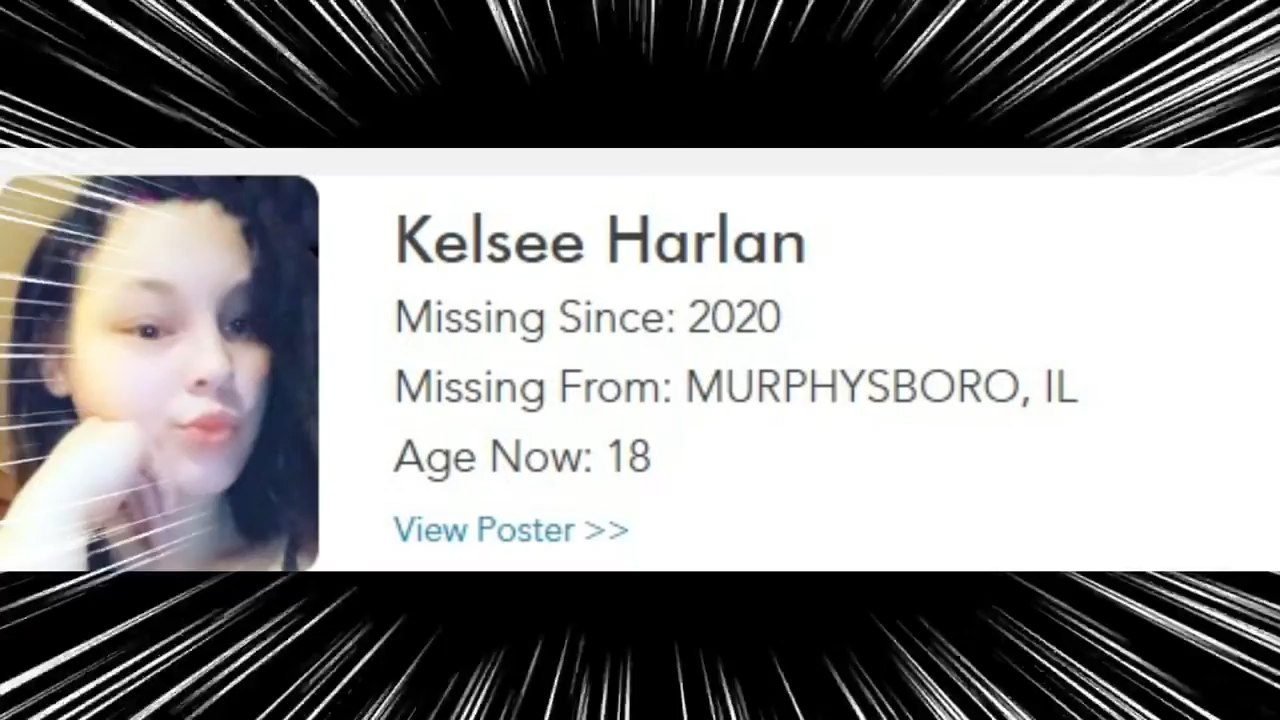 Kelsee Harlan
Missing Since: 2020
Missing From: MURPHYSBORO, IL
Age Now: 18
View Poster >>